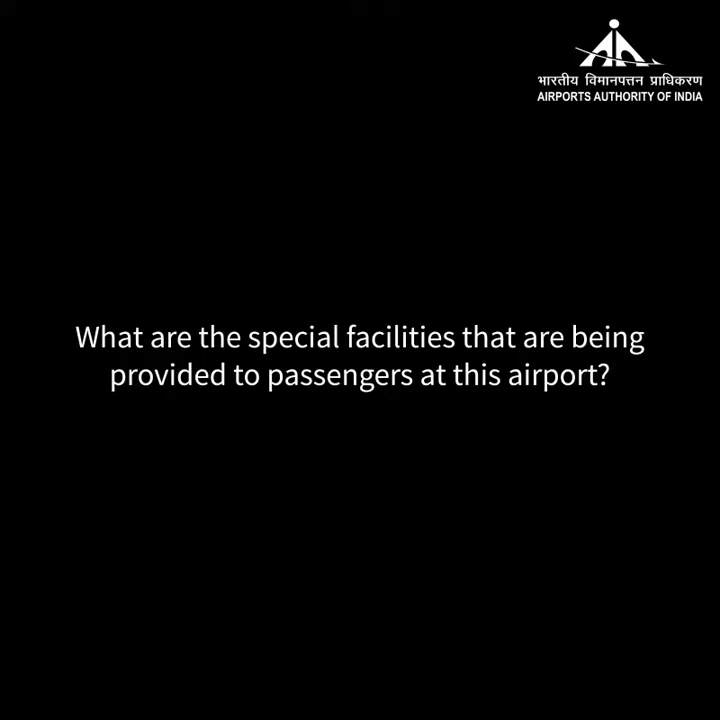 भारतीय विमानपत्तन प्राधिकरण
AIRPORTS AUTHORITY OF INDIA
What are the special facilities that are being
provided to passengers at this airport?